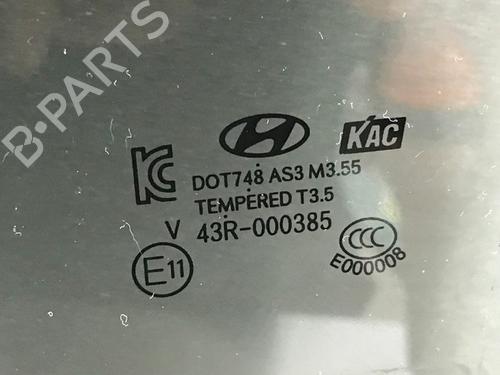 B-PARTS
KAC
DOT748 AS3 M3.55
TEMPERED T3.5
V 43R-000385
E11
CCC
E000008